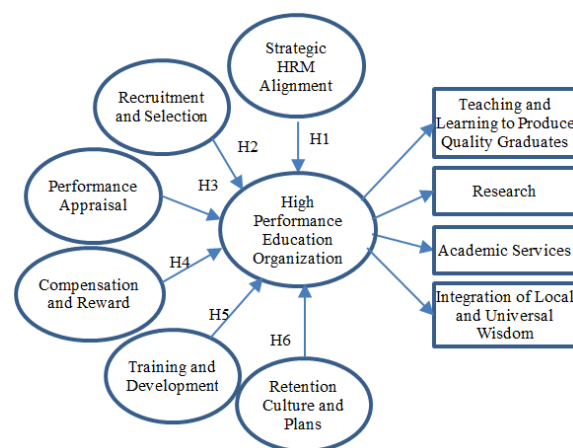 Strategic
HRM
Alignment
Recruitment
and Selection
H2
H1
Performance
Appraisal
H3
High
Performance
Education
Organization
Compensation
and Reward
H4
Training and
Development
H5
Retention
Culture and
Plans
H6
Teaching and
Learning to Produce
Quality Graduates
Research
Academic Services
Integration of Local
and Universal
Wisdom